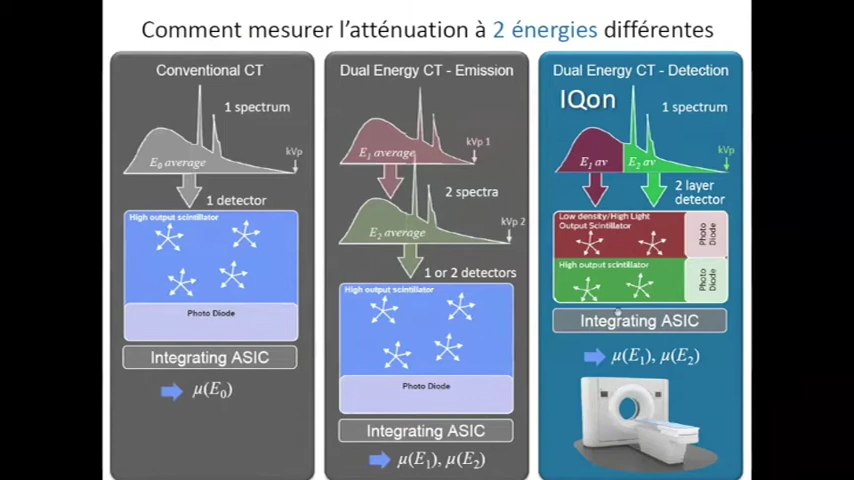 Comment mesurer l'atténuation à 2 énergies différentes
Conventional CT
1 spectrum
kVp
E₀ average
1 detector
High output scintillator
Photo Diode
Integrating ASIC
μ(E₀)
Dual Energy CT - Emission
kVp 1
E₁ average
2 spectra
kVp 2
E₂ average
1 or 2 detectors
High output scintillator
Photo Diode
Integrating ASIC
μ(E₁), μ(E₂)
Dual Energy CT - Detection
IQon
1 spectrum
kVp
E₁ av
E₂ av
2 layer
detector
Low density/High Light
Output Scintillator
Photo
Diode
High output scintillator
Photo
Diode
Integrating ASIC
μ(E₁), μ(E₂)